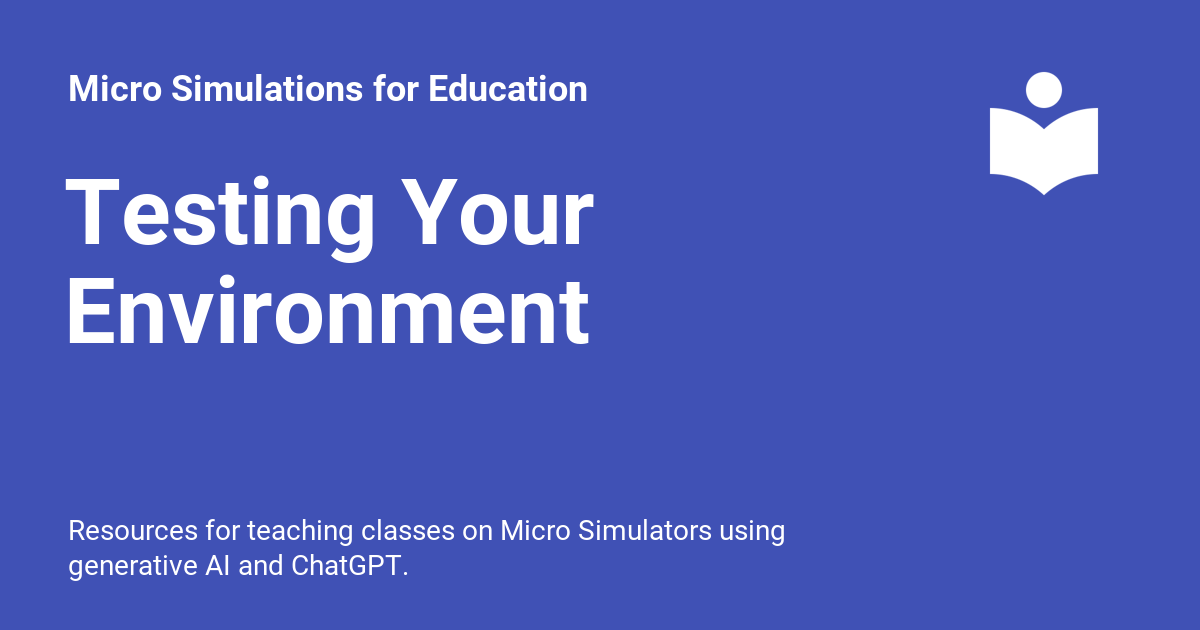 Micro Simulations for Education
Testing Your
Environment
Resources for teaching classes on Micro Simulators using
generative AI and ChatGPT.